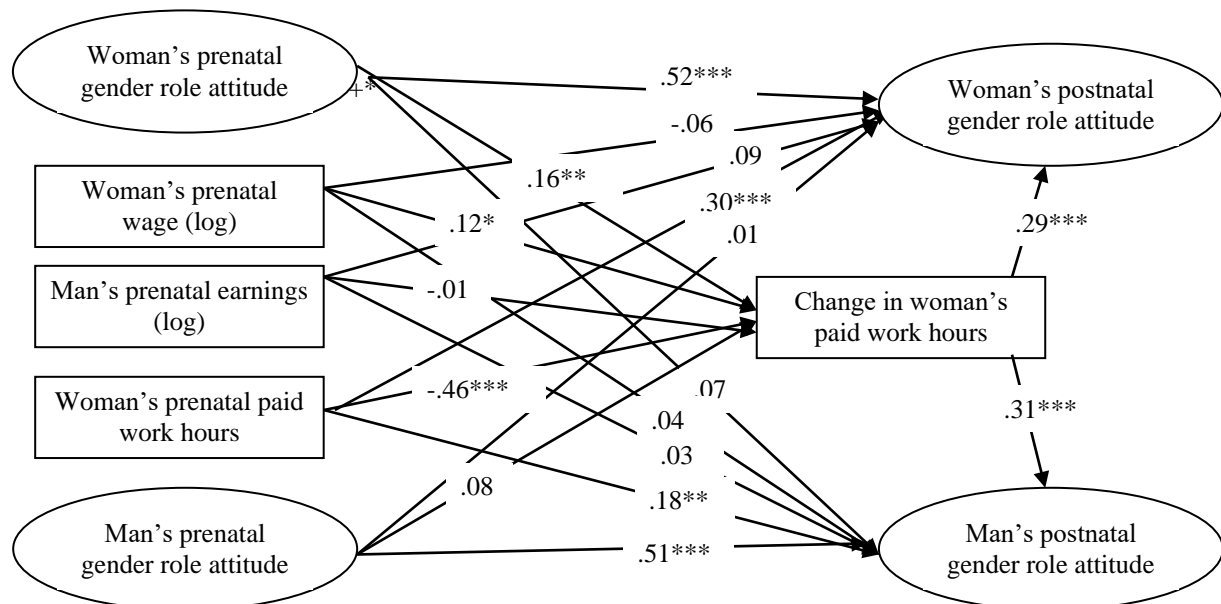 Woman’s prenatal
gender role attitude
+*
.52***
Woman’s postnatal
gender role attitude
-.06
.09
.16**
Woman’s prenatal
wage (log)
.12*
.30***
.01
.29***
Man’s prenatal earnings
(log)
-.01
Change in woman’s
paid work hours
Woman’s prenatal paid
work hours
-.46***
.07
.04
.31***
.03
.08
.18**
Man’s prenatal
gender role attitude
.51***
Man’s postnatal
gender role attitude